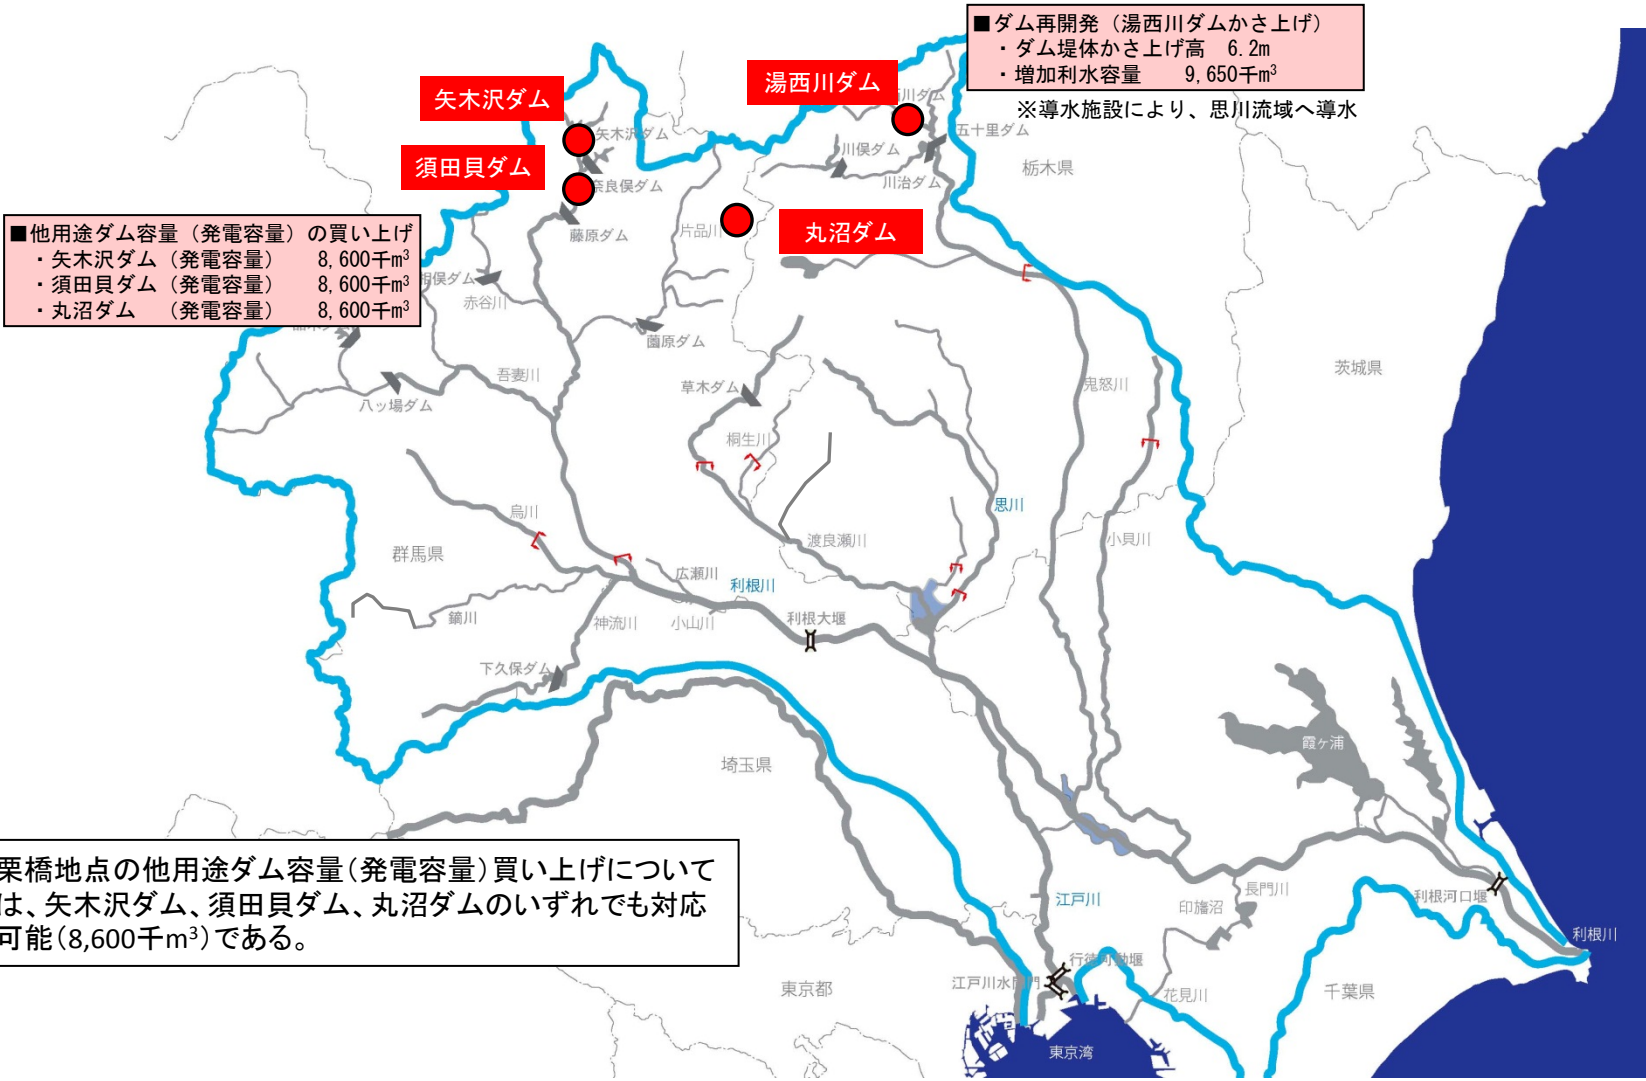 ■ダム再開発（湯西川ダムかさ上げ）
・ダム堤体かさ上げ高　6.2m
・増加利水容量　　9,650千m³
※導水施設により、思川流域へ導水
湯西川ダム
矢木沢ダム
須田貝ダム
丸沼ダム
■他用途ダム容量（発電容量）の買い上げ
・矢木沢ダム（発電容量）　8,600千m³
・須田貝ダム（発電容量）　8,600千m³
・丸沼ダム　（発電容量）　8,600千m³
川ダム
矢木沢ダム
五十里ダム
川俣ダム
栃木県
川治ダム
奈良俣ダム
藤原ダム
片品川
相俣ダム
赤谷川
薗原ダム
茨城県
吾妻川
草木ダム
鬼怒川
八ッ場ダム
桐生川
思川
烏川
渡良瀬川
小貝川
群馬県
広瀬川
利根川
鏑川
神流川
小山川
利根大堰
下久保ダム
霞ヶ浦
埼玉県
栗橋地点の他用途ダム容量（発電容量）買い上げについて
は、矢木沢ダム、須田貝ダム、丸沼ダムのいずれでも対応
可能（8,600千m³）である。
長門川
利根河口堰
江戸川
印旛沼
利根川
行徳可動堰
江戸川水閘門
東京都
花見川
千葉県
東京湾